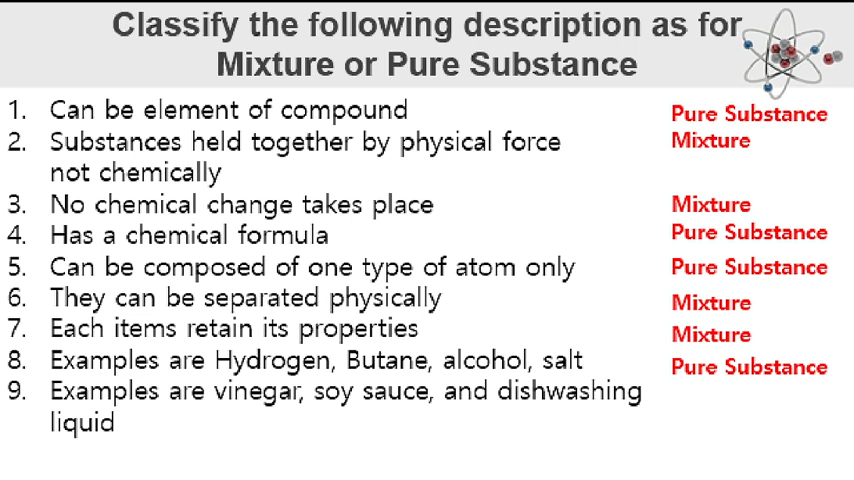 Classify the following description as for
Mixture or Pure Substance
1. Can be element of compound
Pure Substance
2. Substances held together by physical force
Mixture
not chemically
3. No chemical change takes place
Mixture
4. Has a chemical formula
Pure Substance
5. Can be composed of one type of atom only
Pure Substance
6. They can be separated physically
Mixture
7. Each items retain its properties
Mixture
8. Examples are Hydrogen, Butane, alcohol, salt
Pure Substance
9. Examples are vinegar, soy sauce, and dishwashing
liquid